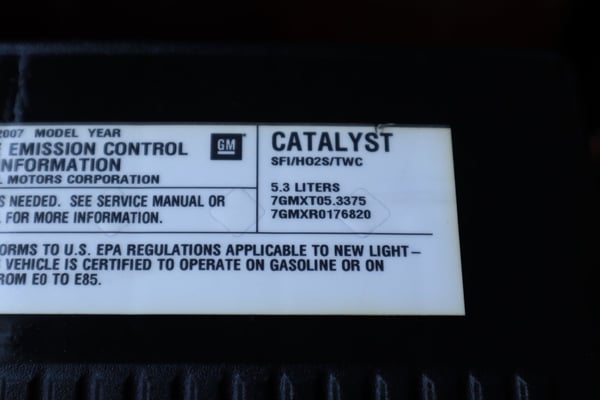 2007 MODEL YEAR
EMISSION CONTROL
INFORMATION
MOTORS CORPORATION
GM
CATALYST
SFI/HO2S/TWC
5.3 LITERS
7GMXT05.3375
7GMXR0176820
S NEEDED. SEE SERVICE MANUAL OR
FOR MORE INFORMATION.
ORMS TO U.S. EPA REGULATIONS APPLICABLE TO NEW LIGHT-
VEHICLE IS CERTIFIED TO OPERATE ON GASOLINE OR ON
ROM E0 TO E85.